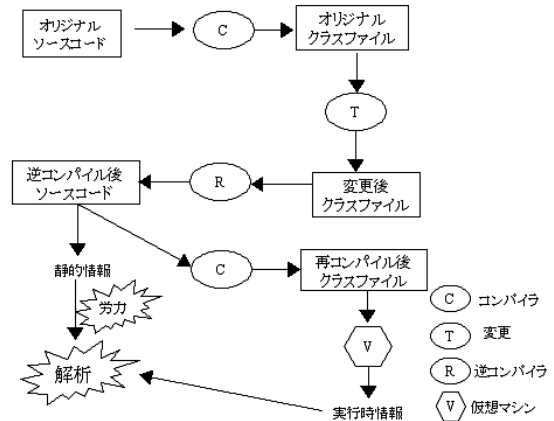 オリジナル
ソースコード
C
オリジナル
クラスファイル
T
逆コンパイル後
ソースコード
R
変更後
クラスファイル
静的情報
C
再コンパイル後
クラスファイル
労力
解析
V
実行時情報
C コンパイラ
T 変更
R 逆コンパイラ
V 仮想マシン